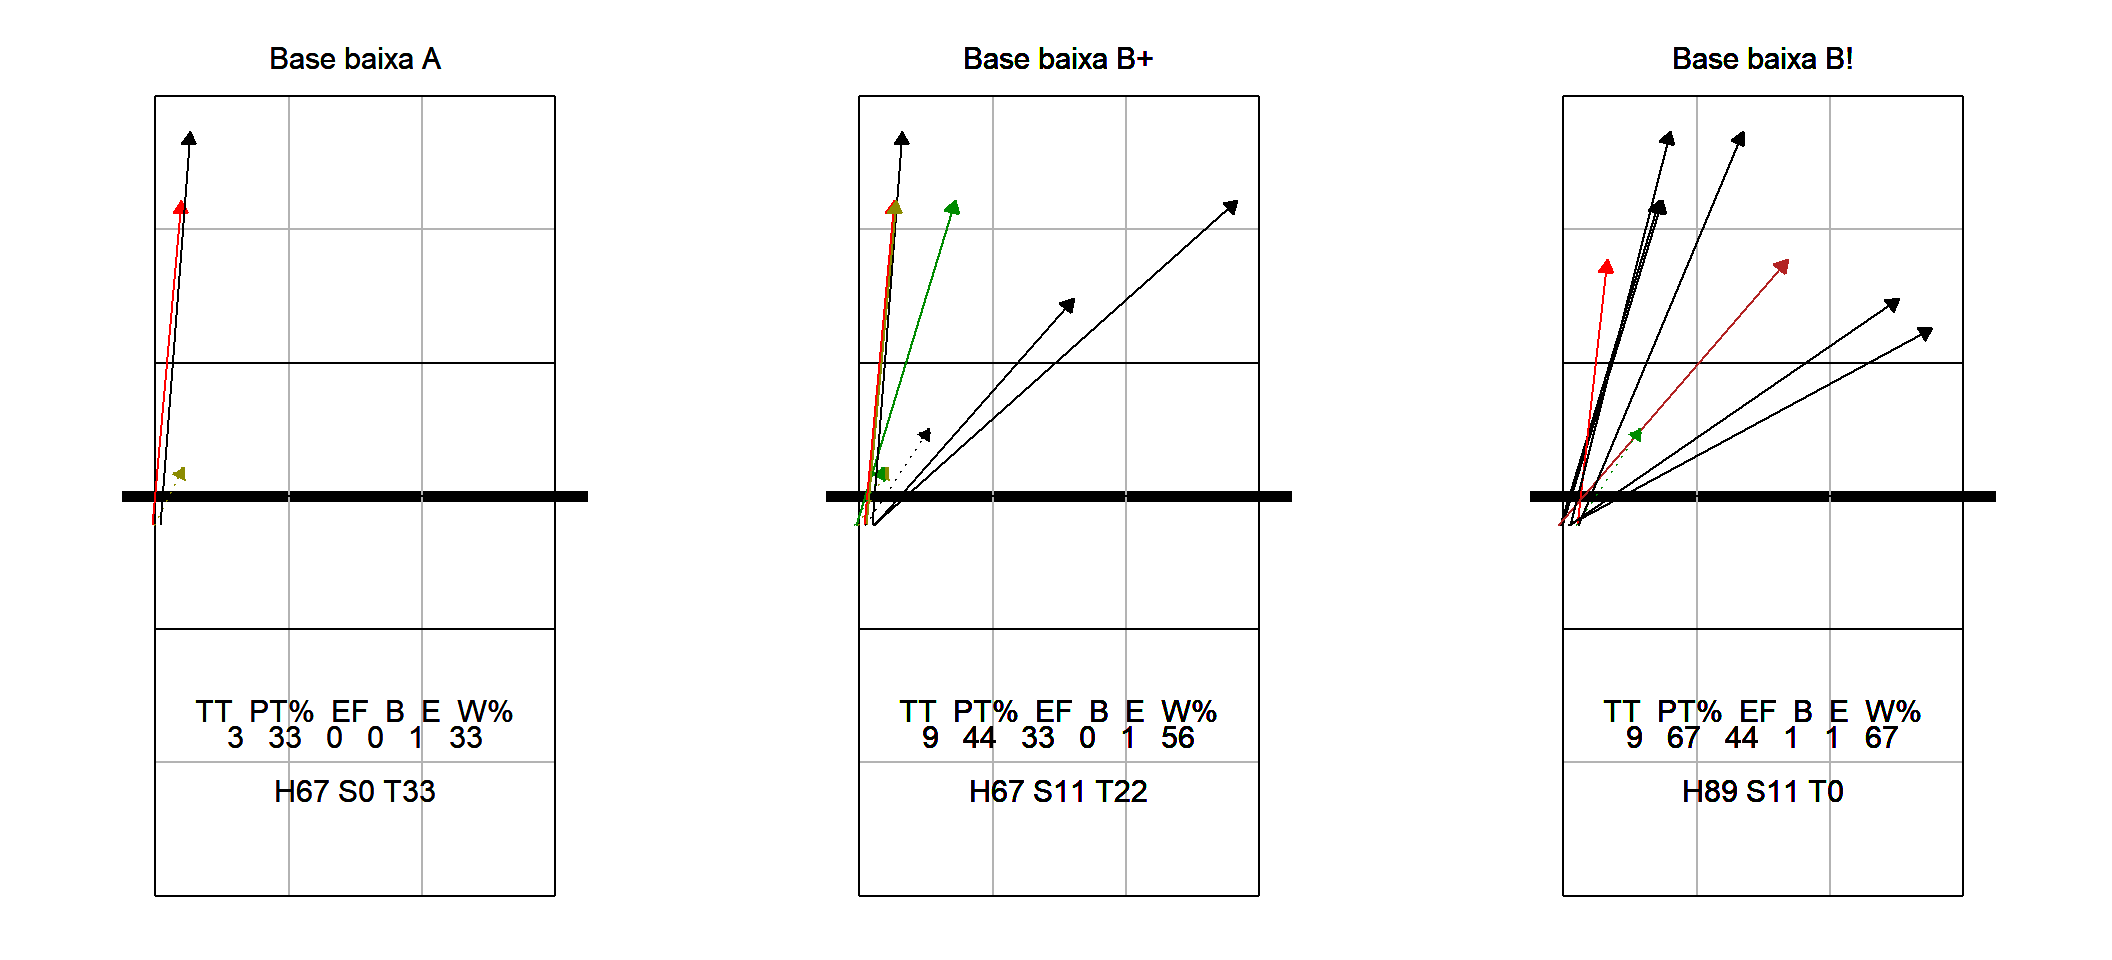 Base baixa A
TT PT% EF B E W%
3 33 0 0 1 33
H67 S0 T33
Base baixa B+
TT PT% EF B E W%
9 44 33 0 1 56
H67 S11 T22
Base baixa B!
TT PT% EF B E W%
9 67 44 1 1 67
H89 S11 T0